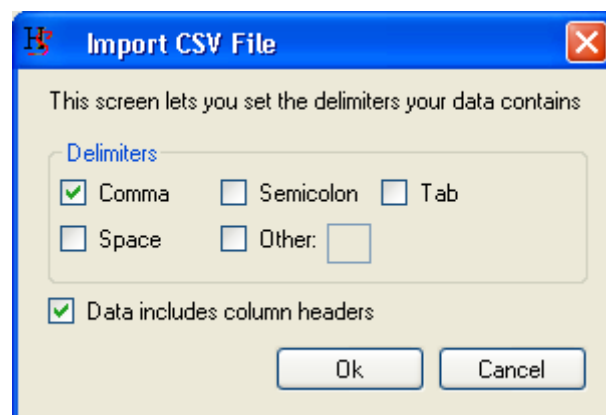 Import CSV File
This screen lets you set the delimiters your data contains
Delimiters
Comma Semicolon Tab
Space Other:
Data includes column headers
Ok Cancel